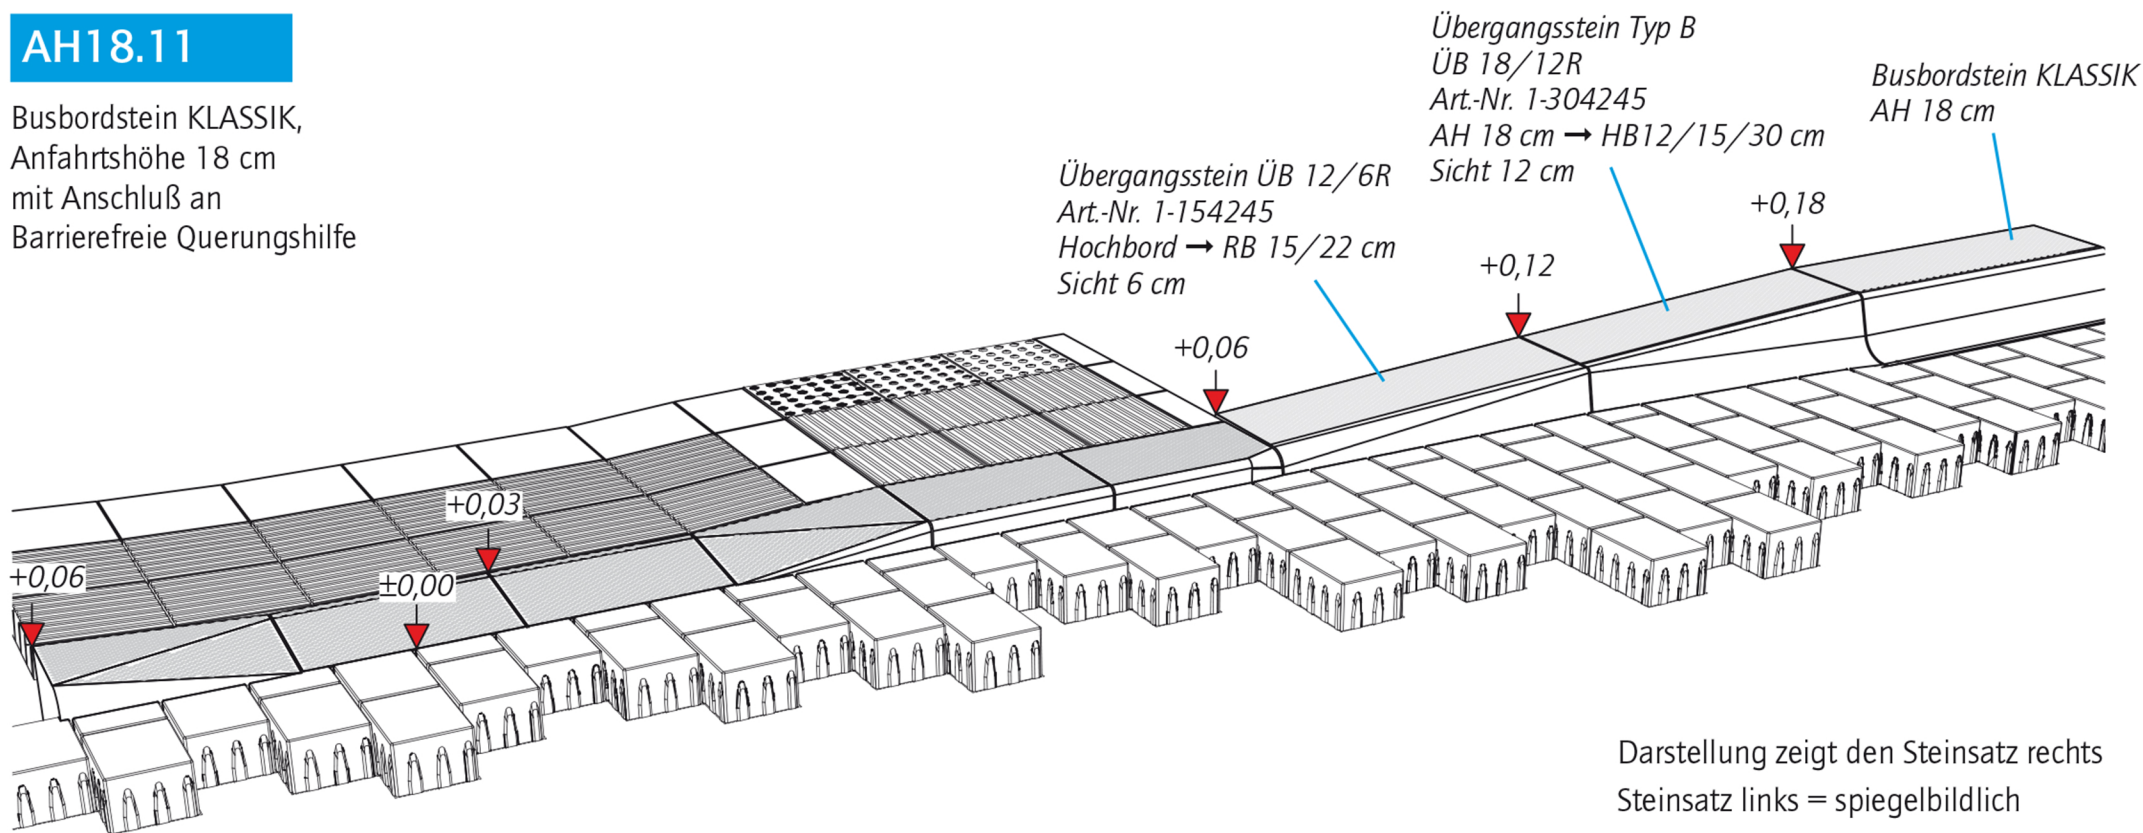 AH18.11
Busbordstein KLASSIK,
Anfahrtshöhe 18 cm
mit Anschluß an
Barrierefreie Querungshilfe
Übergangsstein ÜB 12/6R
Art.-Nr. 1-154245
Hochbord → RB 15/22 cm
Sicht 6 cm
Übergangsstein Typ B
ÜB 18/12R
Art.-Nr. 1-304245
AH 18 cm → HB12/15/30 cm
Sicht 12 cm
Busbordstein KLASSIK
AH 18 cm
+0,18
+0,12
+0,06
+0,03
+0,06
±0,00
Darstellung zeigt den Steinsatz rechts
Steinsatz links = spiegelbildlich